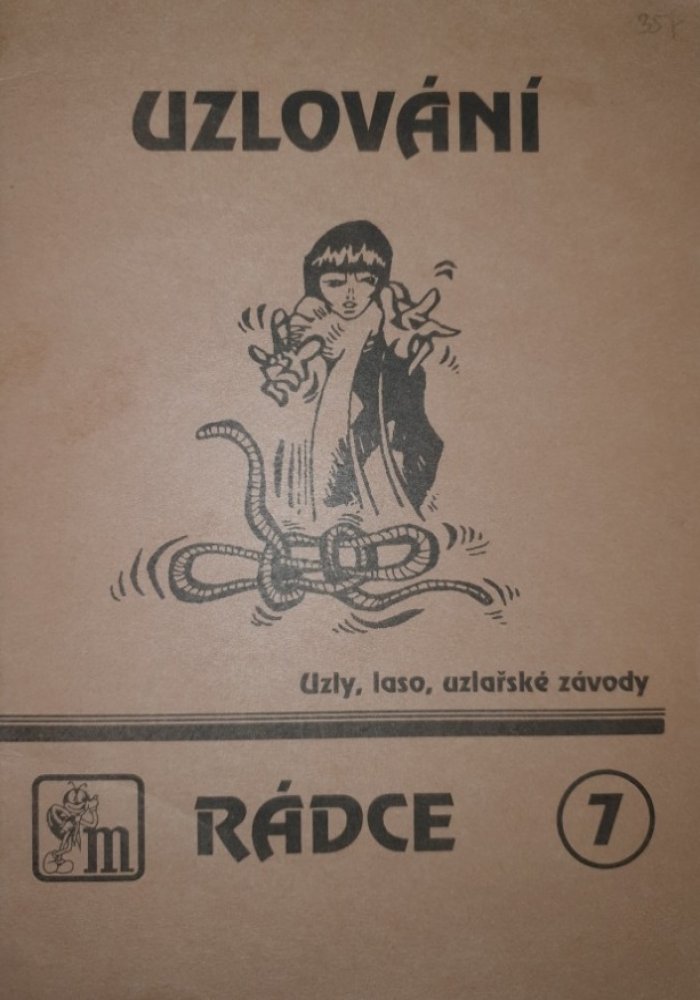 UZLOVÁNÍ
Uzly, laso, uzlařské závody
m
RÁDCE
7